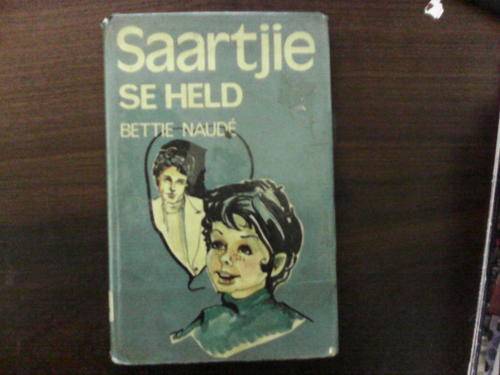 Saartjie
SE HELD
BETTIE NAUDÉ